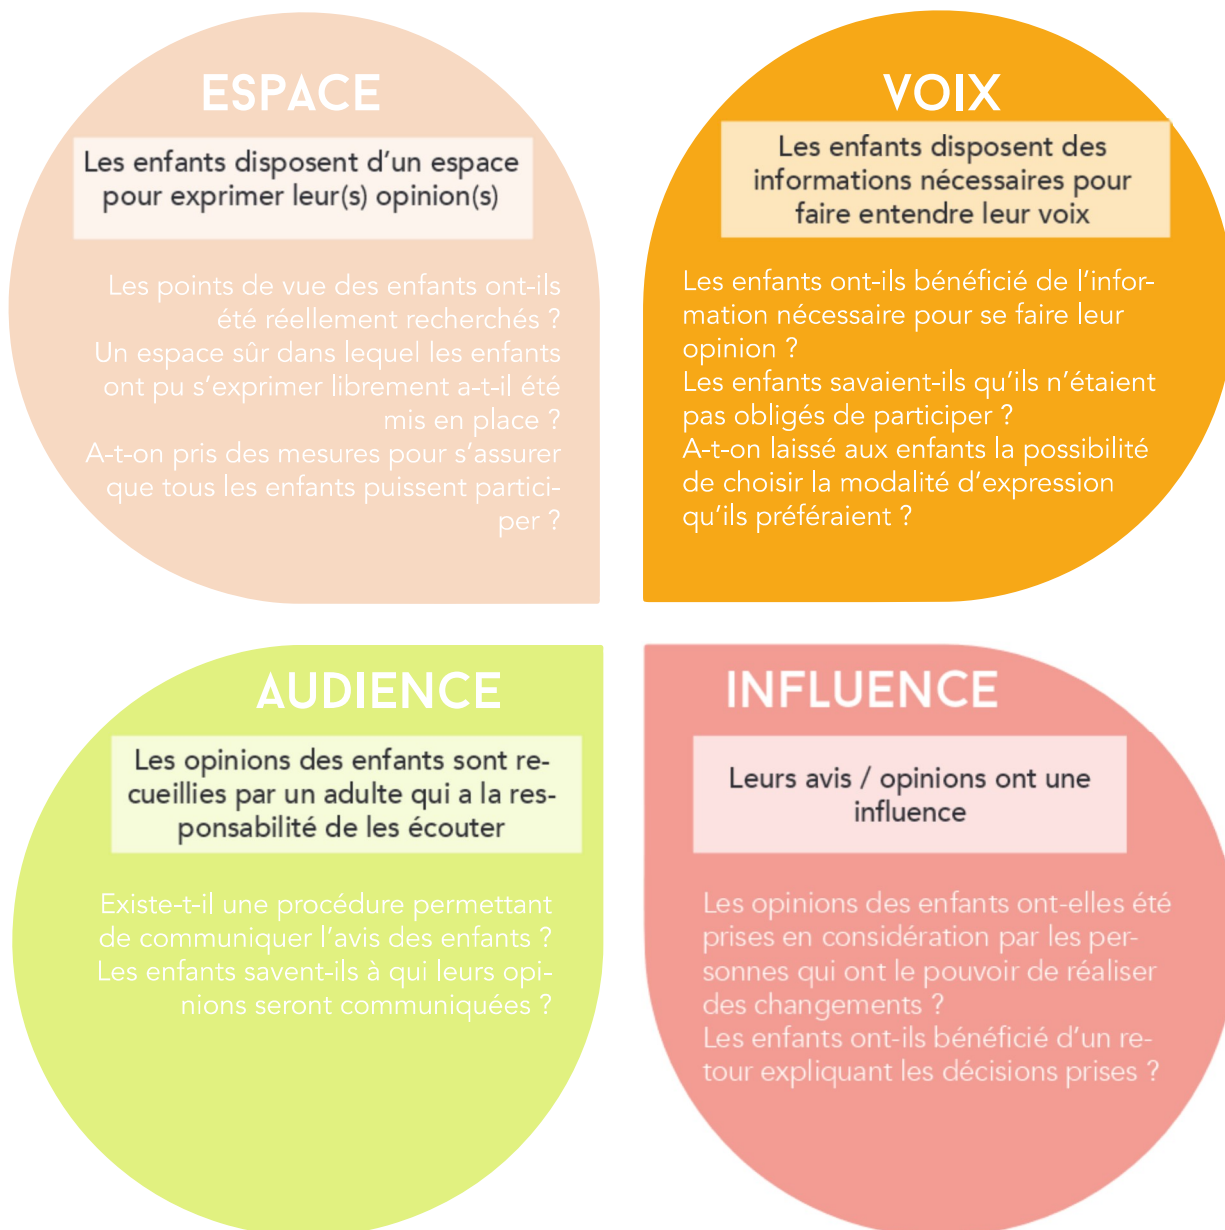 ESPACE
Les enfants disposent d’un espace
pour exprimer leur(s) opinion(s)
Les points de vue des enfants ont-ils
été réellement recherchés ?
Un espace sûr dans lequel les enfants
ont pu s’exprimer librement a-t-il été
mis en place ?
A-t-on pris des mesures pour s’assurer
que tous les enfants puissent partici-
per ?
VOIX
Les enfants disposent des
informations nécessaires pour
faire entendre leur voix
Les enfants ont-ils bénéficié de l’infor-
mation nécessaire pour se faire leur
opinion ?
Les enfants savaient-ils qu’ils n’étaient
pas obligés de participer ?
A-t-on laissé aux enfants la possibilité
de choisir la modalité d’expression
qu’ils préféraient ?
AUDIENCE
Les opinions des enfants sont re-
cueillies par un adulte qui a la res-
ponsabilité de les écouter
Existe-t-il une procédure permettant
de communiquer l’avis des enfants ?
Les enfants savent-ils à qui leurs opi-
nions seront communiquées ?
INFLUENCE
Leurs avis / opinions ont une
influence
Les opinions des enfants ont-elles été
prises en considération par les per-
sonnes qui ont le pouvoir de réaliser
des changements ?
Les enfants ont-ils bénéficié d’un re-
tour expliquant les décisions prises ?